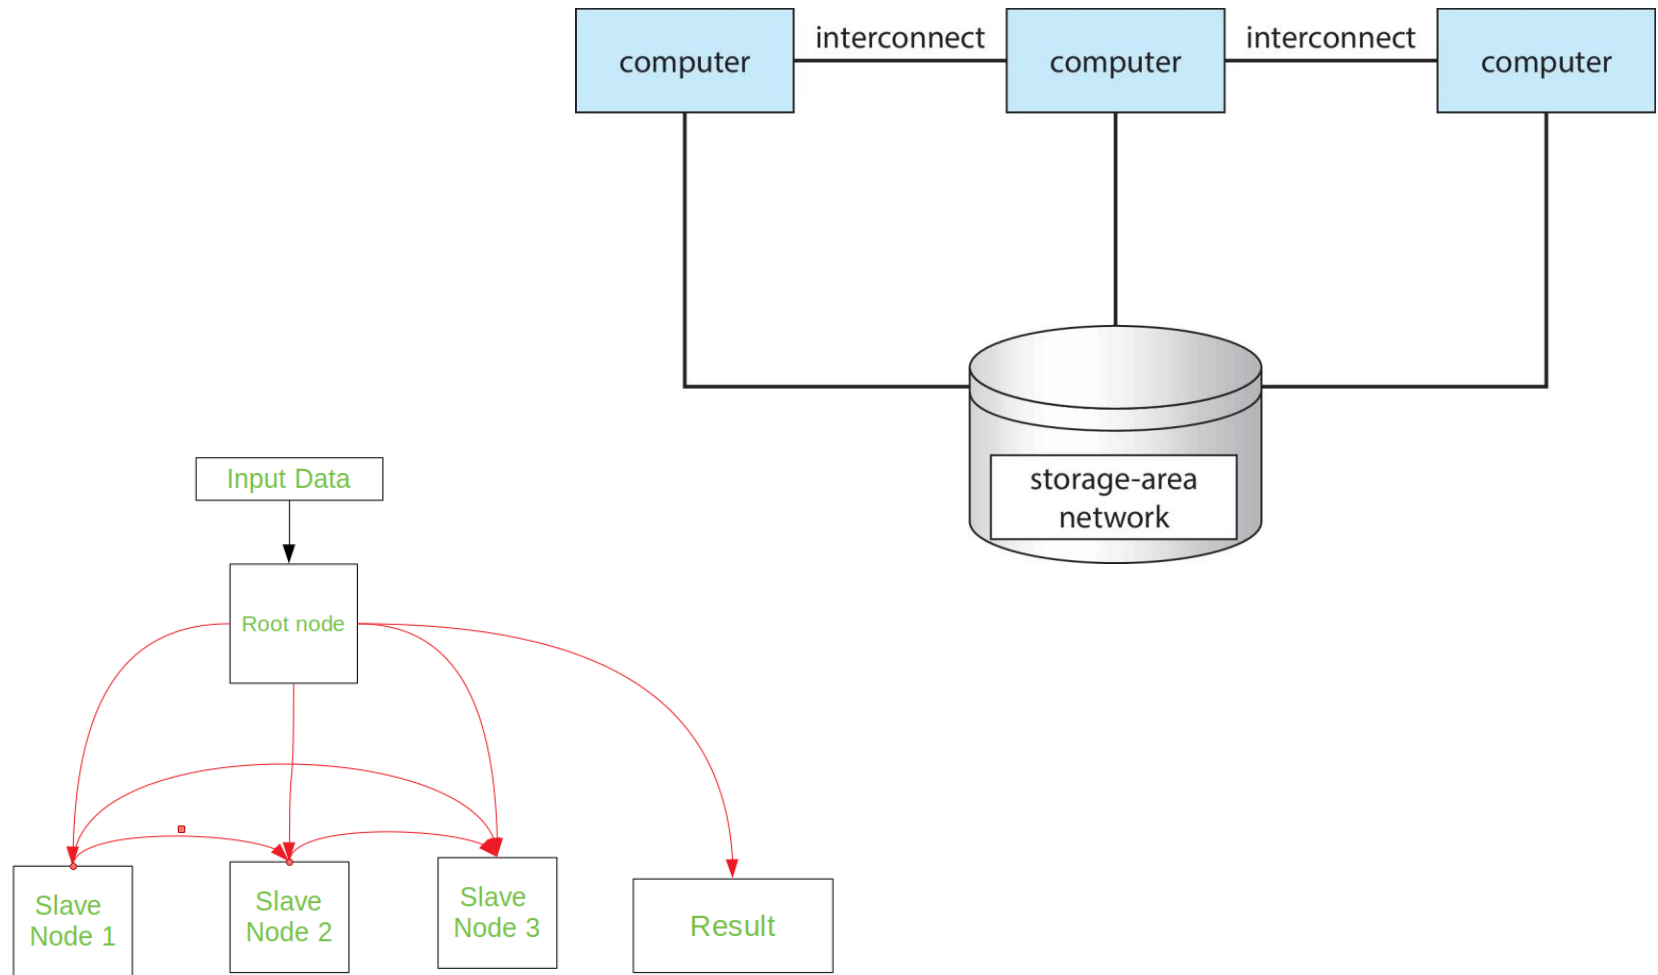 interconnect
interconnect
computer
computer
computer
storage-area
network
Input Data
Root node
Slave
Node 1
Slave
Node 2
Slave
Node 3
Result